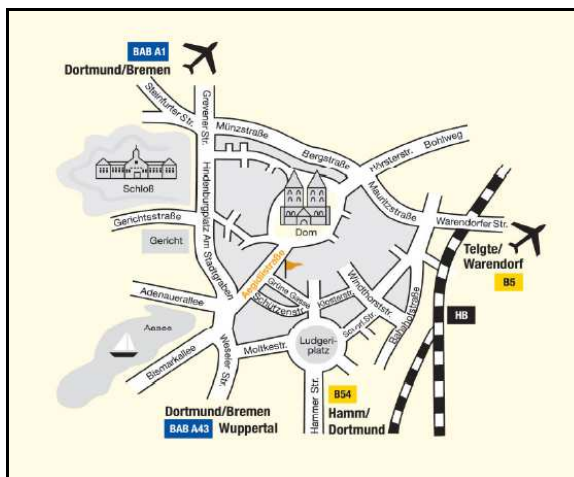 BAB A1
Dortmund/Bremen
Steinfurter Str.
Grevener Str.
Münzstraße
Bergstraße
Hörsterstr.
Bohlweg
Schloß
Hindenburgplatz
Mauritzstraße
Warendorfer Str.
Gerichtsstraße
Dom
Gericht
Am Stadtgraben
Telgte/
Warendorf
B5
Aegidiistraße
Grüne Gasse
Schützenstr.
Klosterstr.
Windthorststr.
Bahnhofstraße
HB
Adenauerallee
Aasee
Bismarkallee
Weseler Str.
Moltkestr.
Ludgeri-
platz
Hammer Str.
B54
Hamm/
Dortmund
Dortmund/Bremen
BAB A43
Wuppertal